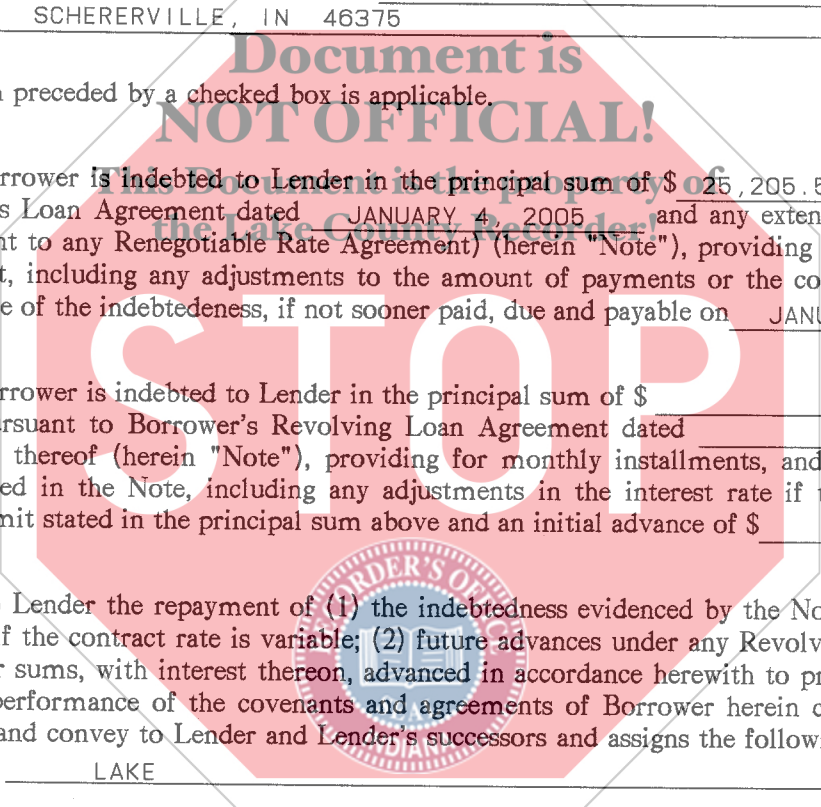 SCHERERVILLE, IN 46375
Document is
preceded by a checked box is applicable.
NOT OFFICIAL!
rrower is indebted to Lender in the principal sum of $ 25,205.5
This Document is the property of
s Loan Agreement dated JANUARY 4, 2005 and any exten
the Lake County Recorder!
nt to any Renegotiable Rate Agreement) (herein "Note"), providing
t, including any adjustments to the amount of payments or the co
e of the indebtedeness, if not sooner paid, due and payable on JANU
STOP
rrower is indebted to Lender in the principal sum of $
rsuant to Borrower's Revolving Loan Agreement dated
thereof (herein "Note"), providing for monthly installments, and
ed in the Note, including any adjustments in the interest rate if
mit stated in the principal sum above and an initial advance of $
RECORDER'S OFFICE
Lender the repayment of (1) the indebtedness evidenced by the No
f the contract rate is variable; (2) future advances under any Revolv
r sums, with interest thereon, advanced in accordance herewith to pr
performance of the covenants and agreements of Borrower herein c
SEAL
and convey to Lender and Lender's successors and assigns the follow
INDIANA
LAKE